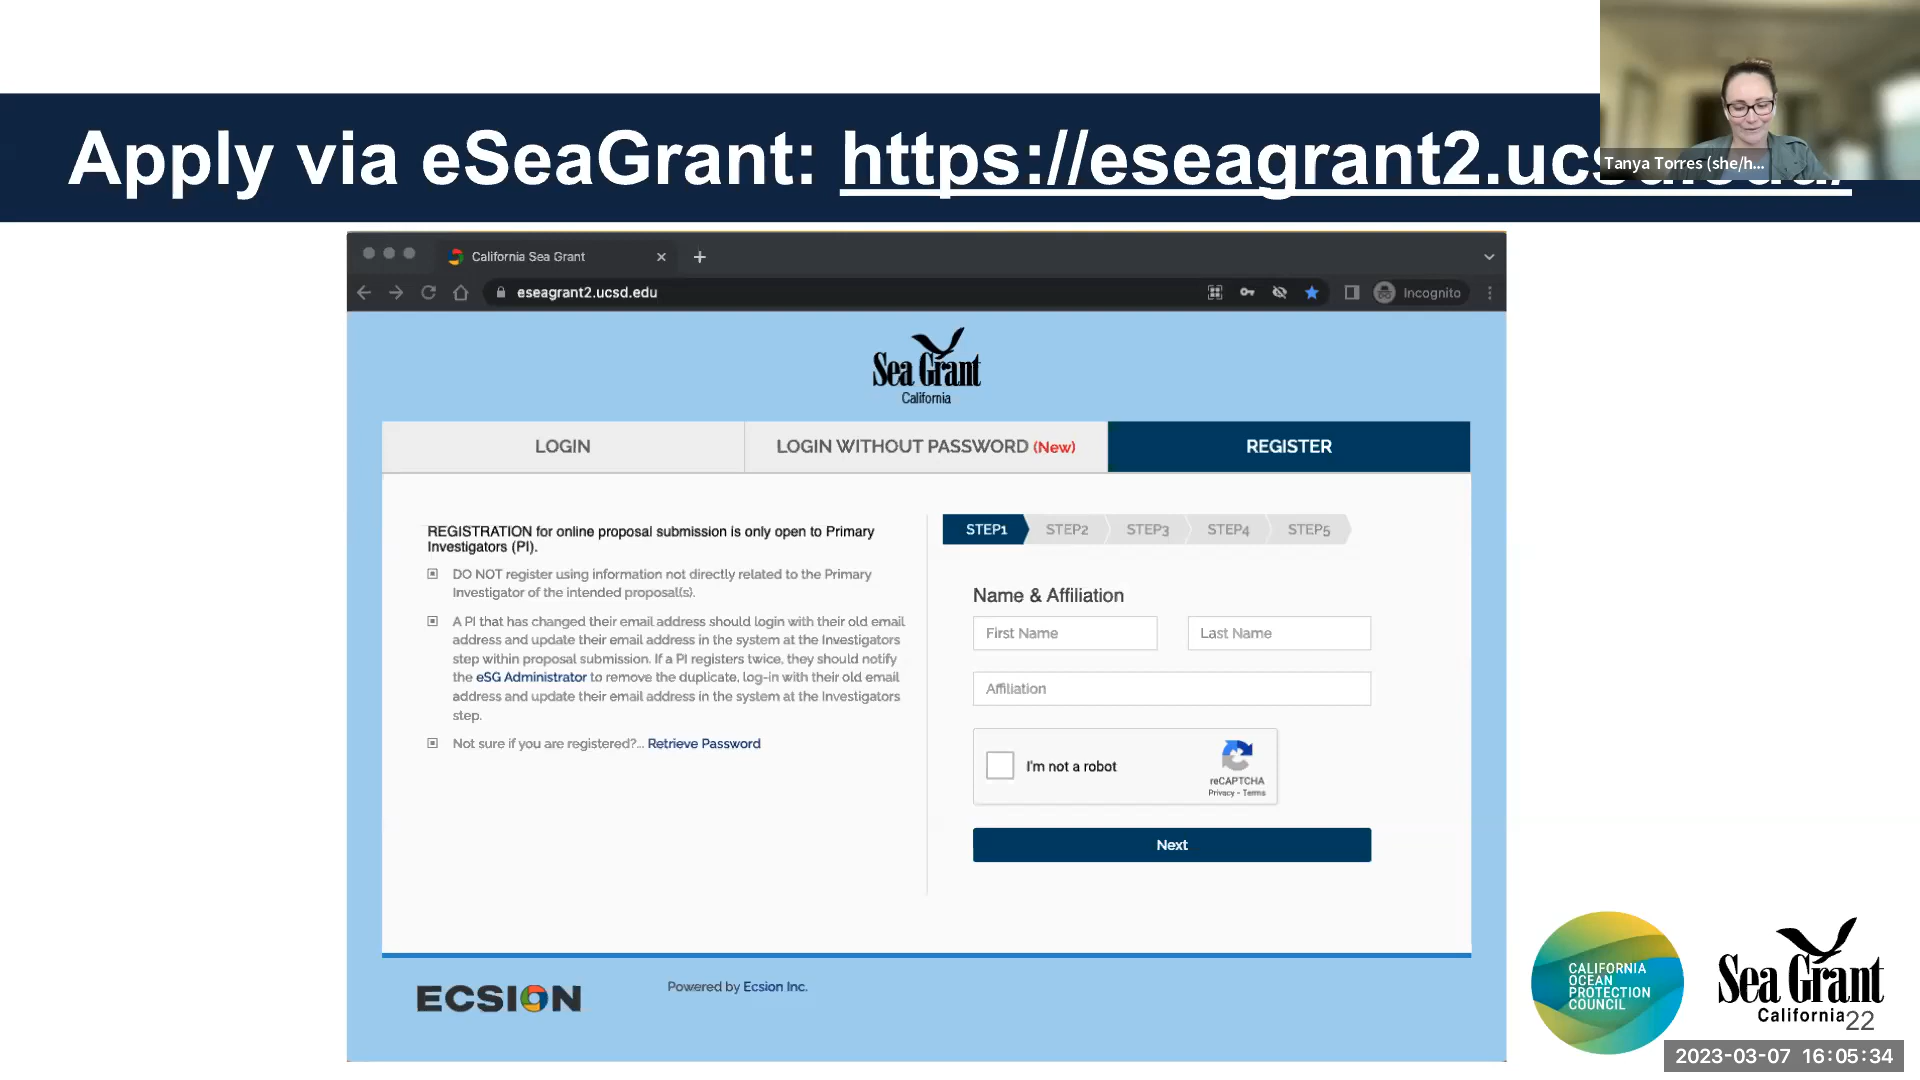 Apply via eSeaGrant: https://eseagrant2.ucsd.edu/
Tanya Torres (she/h...
California Sea Grant
eseagrant2.ucsd.edu
Incognito
Sea Grant
California
LOGIN
LOGIN WITHOUT PASSWORD (New)
REGISTER
REGISTRATION for online proposal submission is only open to Primary
Investigators (PI).
DO NOT register using information not directly related to the Primary
Investigator of the intended proposal(s).
A PI that has changed their email address should login with their old email
address and update their email address in the system at the Investigators
step within proposal submission. If a PI registers twice, they should notify
the eSG Administrator to remove the duplicate, log-in with their old email
address and update their email address in the system at the Investigators
step.
Not sure if you are registered?... Retrieve Password
STEP1
STEP2
STEP3
STEP4
STEP5
Name & Affiliation
First Name
Last Name
Affiliation
I'm not a robot
reCAPTCHA
Privacy - Terms
Next
ECSION
Powered by Ecsion Inc.
CALIFORNIA
OCEAN
PROTECTION
COUNCIL
Sea Grant
California
22
2023-03-07 16:05:34